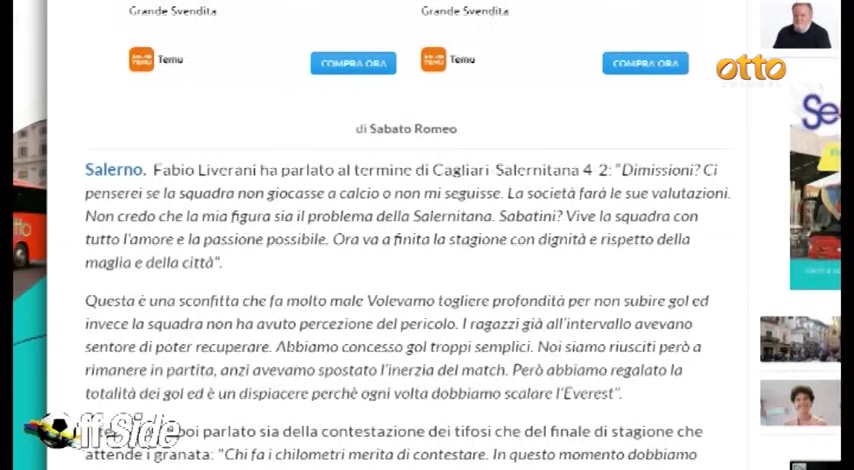 Grande Svendita
Grande Svendita
Temu
COMPRA ORA
Temu
COMPRA ORA
otto
CHANNEL
di Sabato Romeo
Salerno. Fabio Liverani ha parlato al termine di Cagliari-Salernitana 4-2: "Dimissioni? Ci
penserei se la squadra non giocasse a calcio o non mi seguisse. La società farà le sue valutazioni.
Non credo che la mia figura sia il problema della Salernitana. Sabatini? Vive la squadra con
tutto l'amore e la passione possibile. Ora va a finita la stagione con dignità e rispetto della
maglia e della città".
Questa è una sconfitta che fa molto male Volevamo togliere profondità per non subire gol ed
invece la squadra non ha avuto percezione del pericolo. I ragazzi già all'intervallo avevano
sentore di poter recuperare. Abbiamo concesso gol troppi semplici. Noi siamo riusciti però a
rimanere in partita, anzi avevamo spostato l'inerzia del match. Però abbiamo regalato la
totalità dei gol ed è un dispiacere perchè ogni volta dobbiamo scalare l'Everest".
poi parlato sia della contestazione dei tifosi che del finale di stagione che
attende i granata: "Chi fa i chilometri merita di contestare. In questo momento dobbiamo
Off Side